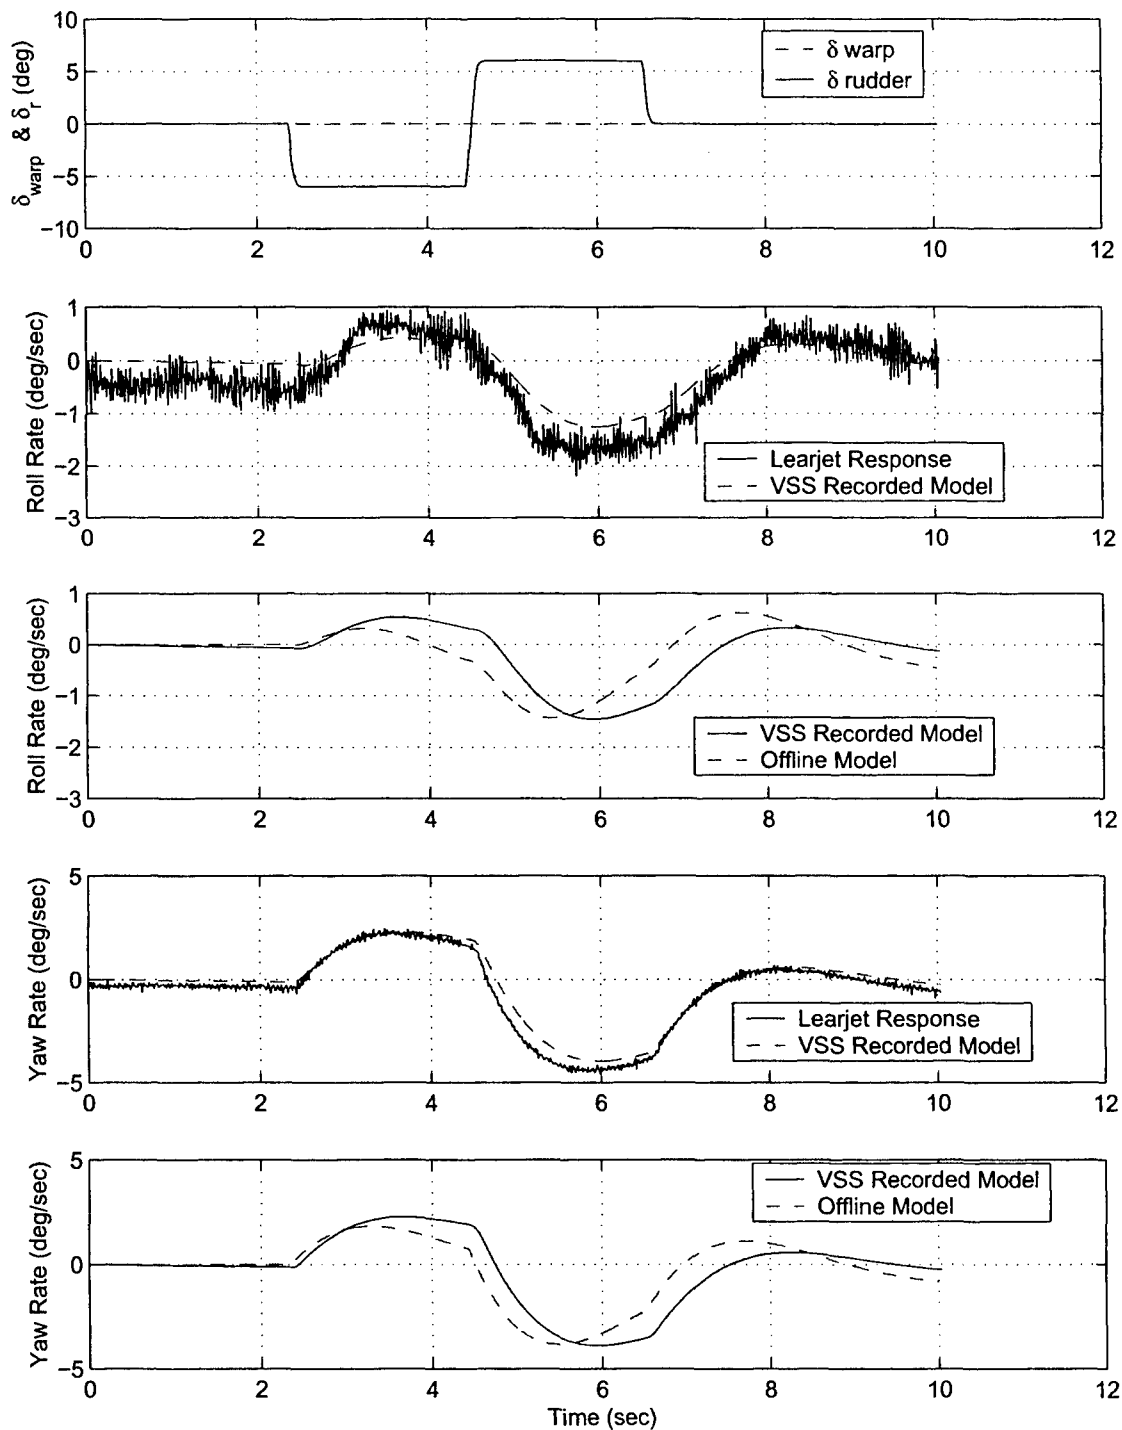 δwarp & δr (deg)
10
5
0
−5
−10
δ warp
δ rudder
0 2 4 6 8 10 12
Roll Rate (deg/sec)
1
0
−1
−2
−3
Learjet Response
VSS Recorded Model
0 2 4 6 8 10 12
Roll Rate (deg/sec)
1
0
−1
−2
−3
VSS Recorded Model
Offline Model
0 2 4 6 8 10 12
Yaw Rate (deg/sec)
5
0
−5
Learjet Response
VSS Recorded Model
0 2 4 6 8 10 12
Yaw Rate (deg/sec)
5
0
−5
VSS Recorded Model
Offline Model
0 2 4 6 8 10 12
Time (sec)